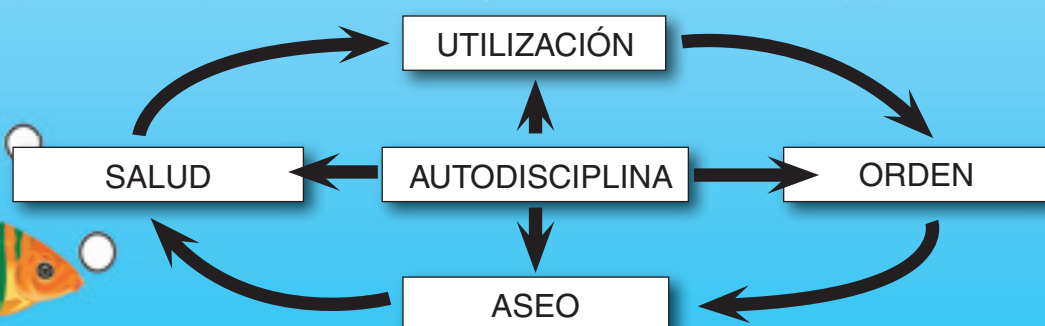 UTILIZACIÓN
SALUD
AUTODISCIPLINA
ORDEN
ASEO